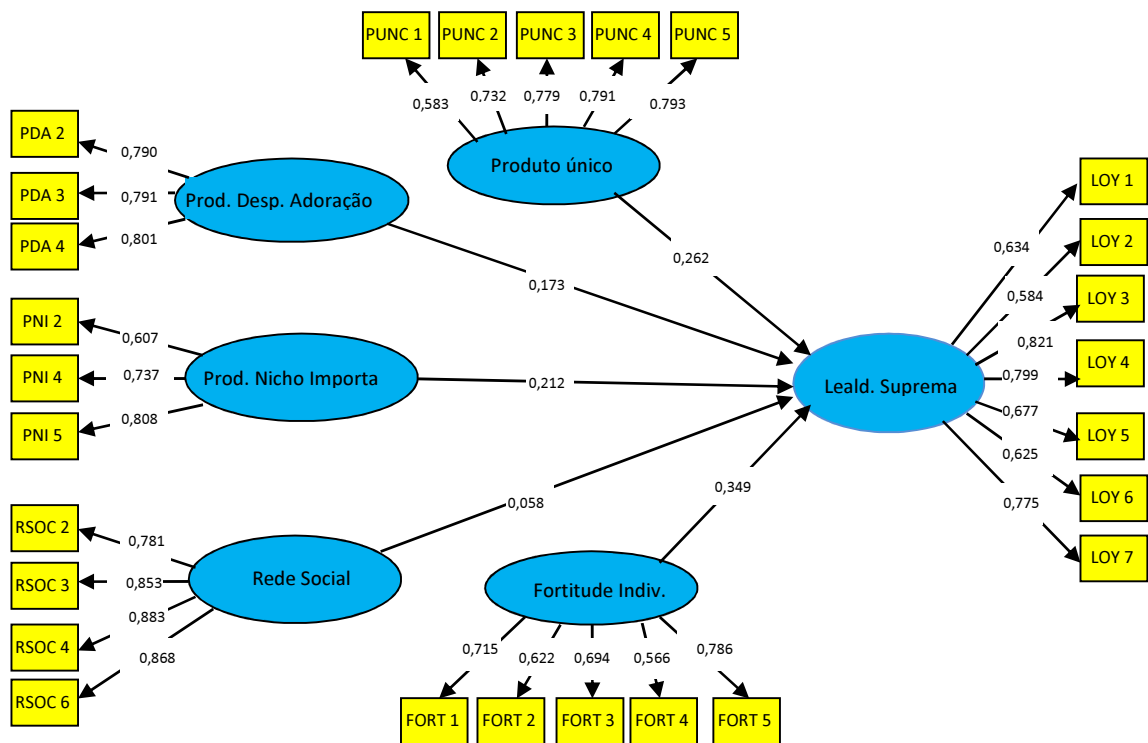 PUNC 1
PUNC 2
PUNC 3
PUNC 4
PUNC 5
0,583
0,732
0,779
0,791
0.793
Produto único
PDA 2
PDA 3
PDA 4
0,790
0,791
0,801
Prod. Desp. Adoração
0,262
0,173
PNI 2
PNI 4
PNI 5
0,607
0,737
0,808
Prod. Nicho Importa
0,212
Leald. Suprema
0,634
0,584
0,821
0,799
0,677
0,625
0,775
LOY 1
LOY 2
LOY 3
LOY 4
LOY 5
LOY 6
LOY 7
RSOC 2
RSOC 3
RSOC 4
RSOC 6
0,781
0,853
0,883
0,868
Rede Social
0,058
0,349
Fortitude Indiv.
0,715
0,622
0,694
0,566
0,786
FORT 1
FORT 2
FORT 3
FORT 4
FORT 5